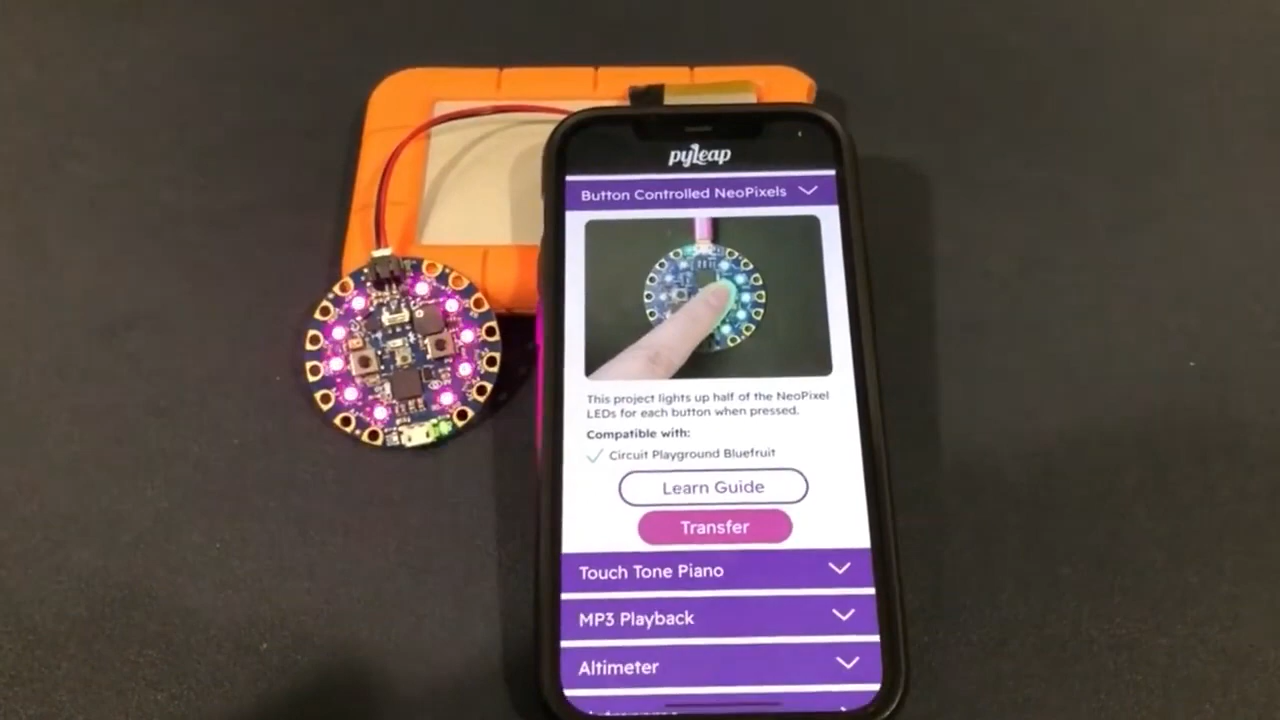 pyLeap
Button Controlled NeoPixels
This project lights up half of the NeoPixel
LEDs for each button when pressed.
Compatible with:
Circuit Playground Bluefruit
Learn Guide
Transfer
Touch Tone Piano
MP3 Playback
Altimeter